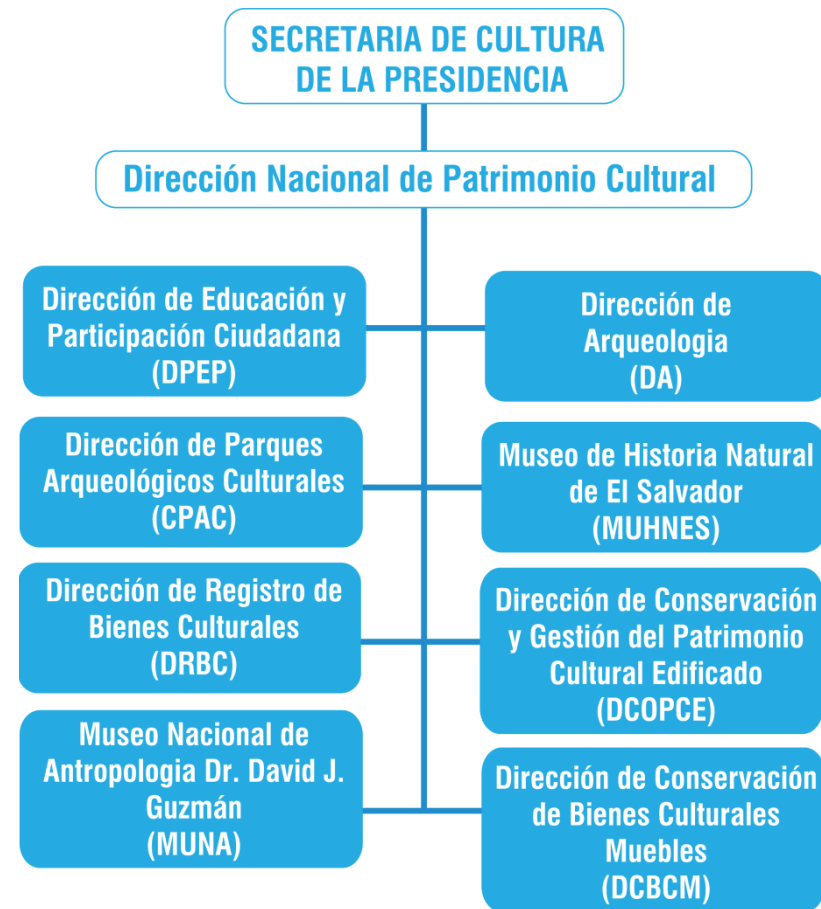 SECRETARIA DE CULTURA
DE LA PRESIDENCIA
Dirección Nacional de Patrimonio Cultural
Dirección de Educación y
Participación Ciudadana
(DPEP)
Dirección de
Arqueologia
(DA)
Dirección de Parques
Arqueológicos Culturales
(CPAC)
Museo de Historia Natural
de El Salvador
(MUHNES)
Dirección de Registro de
Bienes Culturales
(DRBC)
Dirección de Conservación
y Gestión del Patrimonio
Cultural Edificado
(DCOPCE)
Museo Nacional de
Antropologia Dr. David J.
Guzmán
(MUNA)
Dirección de Conservación
de Bienes Culturales
Muebles
(DCBCM)